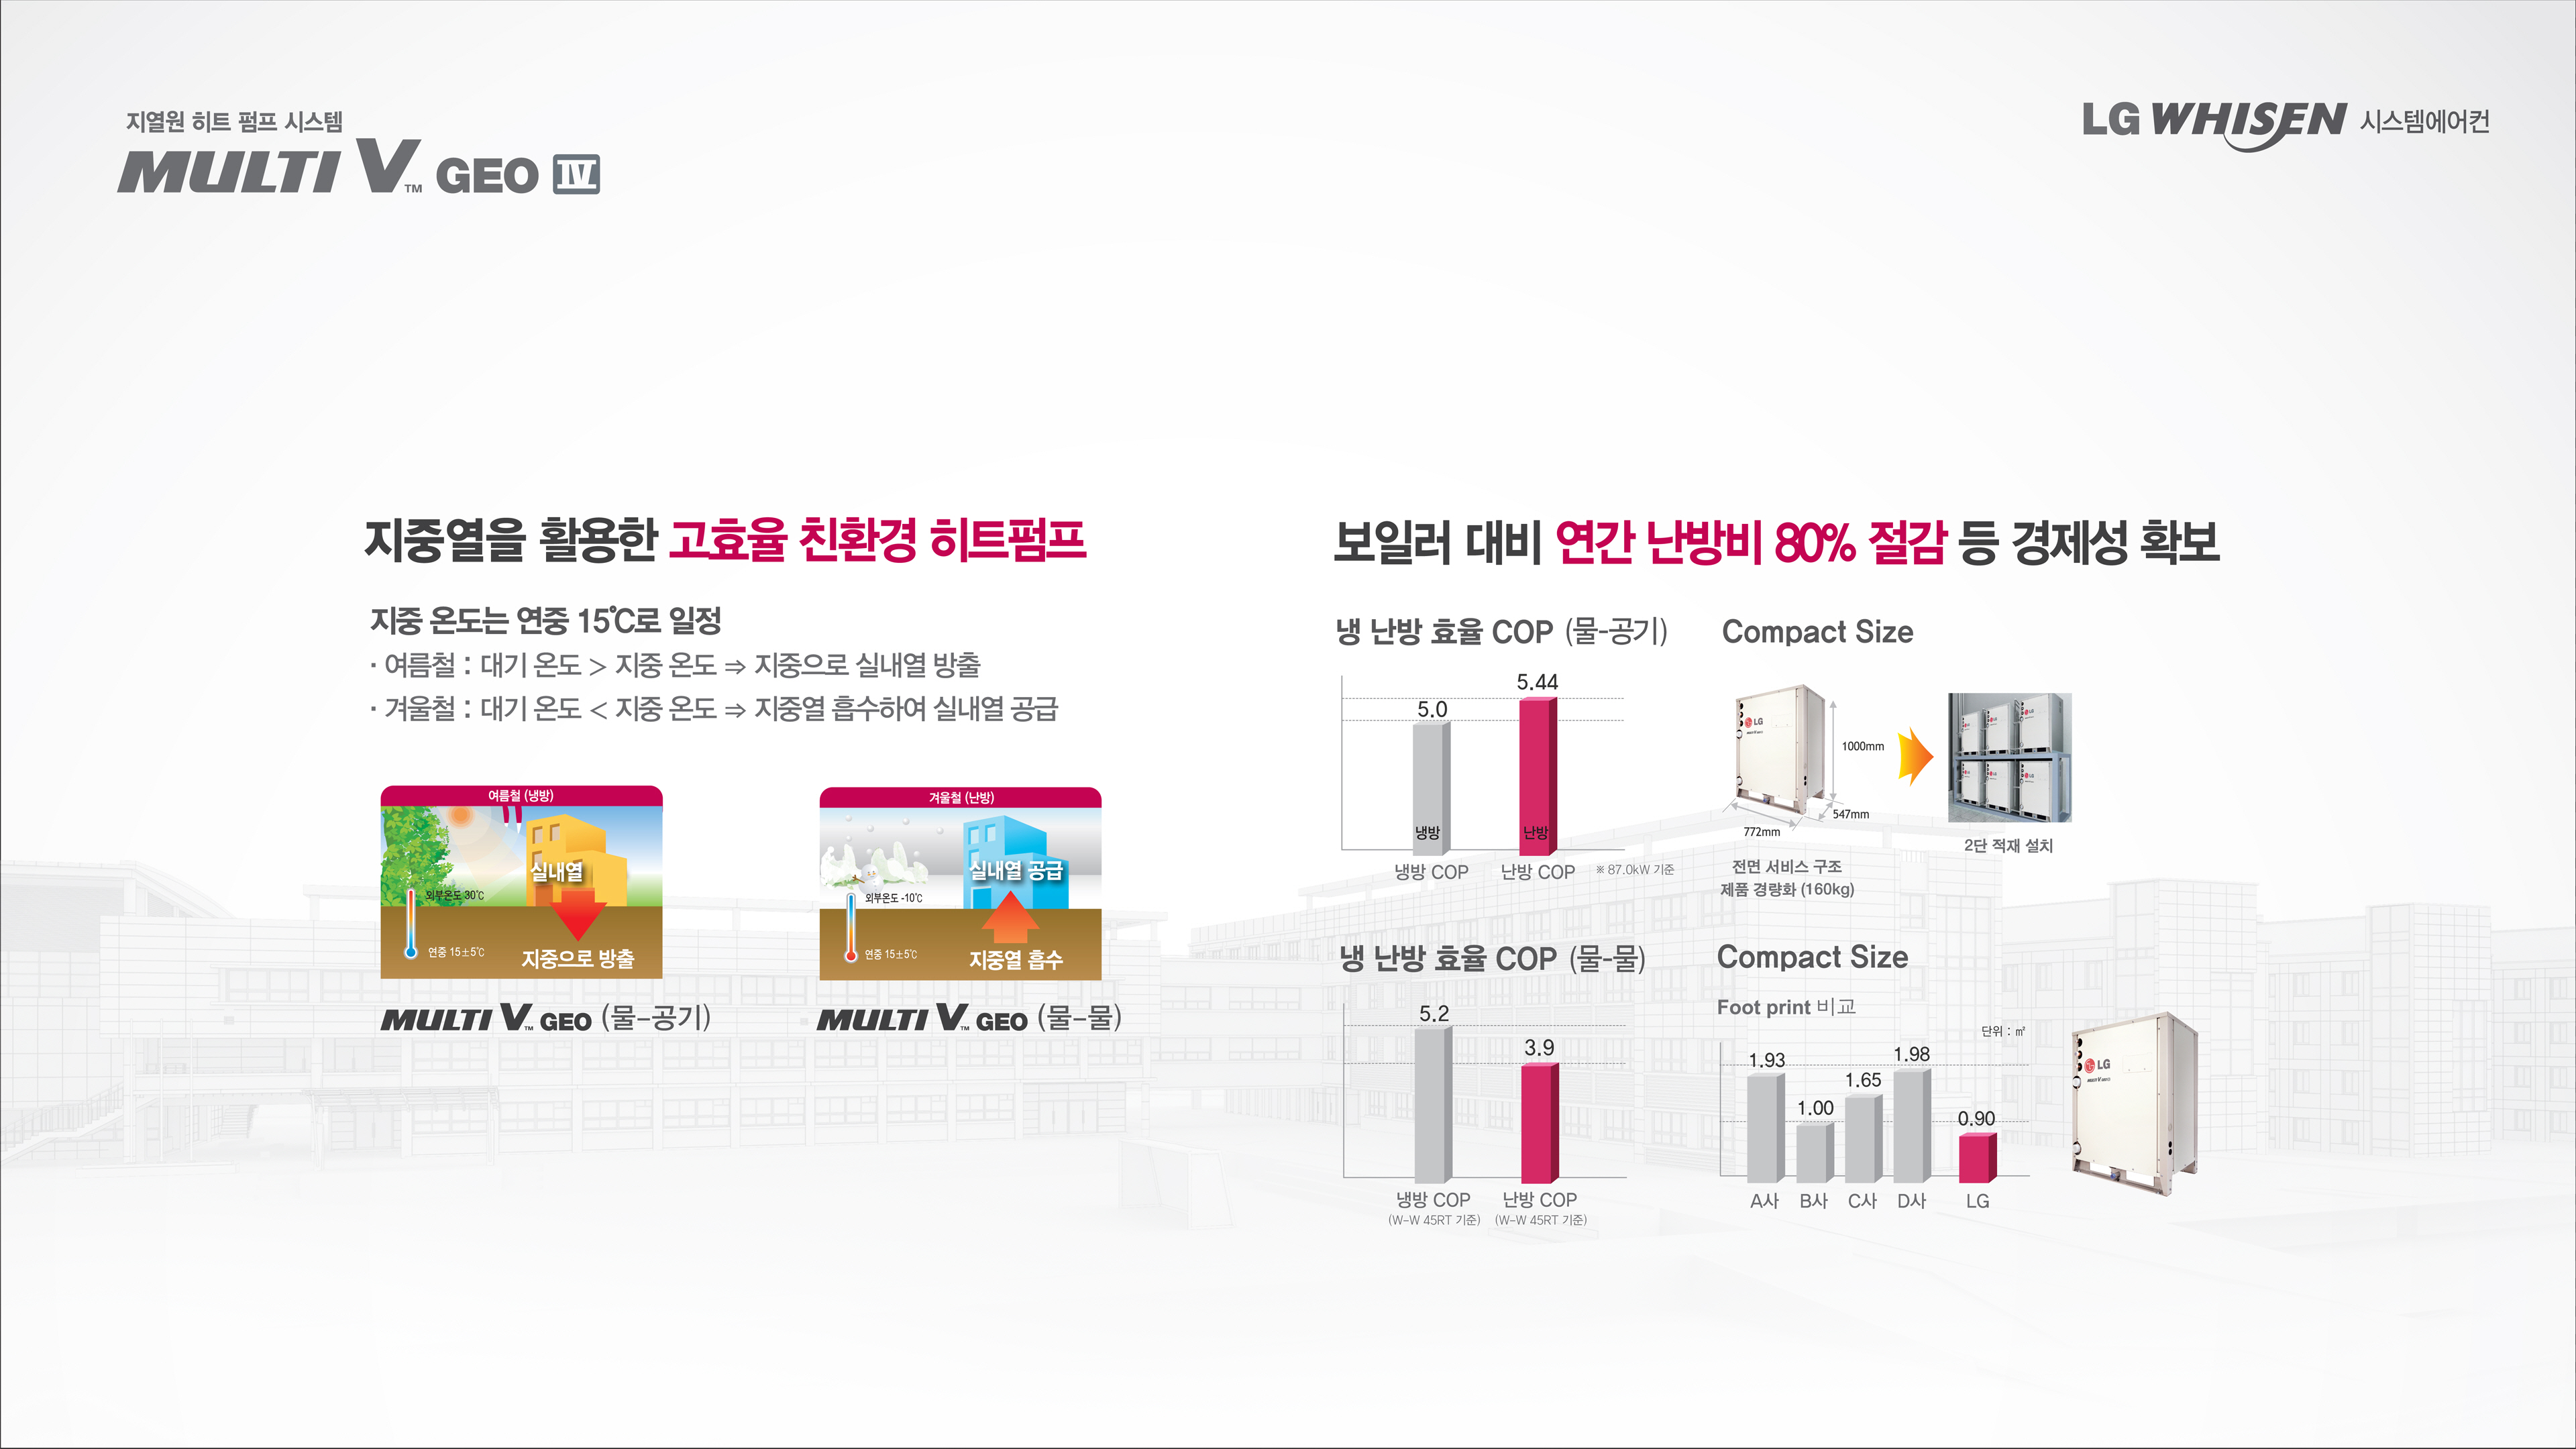 지열원 히트 펌프 시스템
MULTI V™ GEO IV
LG WHISEN 시스템에어컨
지중열을 활용한 고효율 친환경 히트펌프
지중 온도는 연중 15℃로 일정
· 여름철 : 대기 온도 > 지중 온도 ⇒ 지중으로 실내열 방출
· 겨울철 : 대기 온도 < 지중 온도 ⇒ 지중열 흡수하여 실내열 공급
여름철 (냉방)
실내열
외부온도 30℃
연중 15±5℃
지중으로 방출
MULTI V™ GEO (물-공기)
겨울철 (난방)
실내열 공급
외부온도 -10℃
연중 15±5℃
지중열 흡수
MULTI V™ GEO (물-물)
보일러 대비 연간 난방비 80% 절감 등 경제성 확보
냉 난방 효율 COP (물-공기)
5.0
5.44
냉방
난방
냉방 COP
난방 COP
※ 87.0kW 기준
Compact Size
LG
1000mm
547mm
772mm
전면 서비스 구조
제품 경량화 (160kg)
2단 적재 설치
냉 난방 효율 COP (물-물)
5.2
3.9
냉방 COP
난방 COP
(W-W 45RT 기준)
(W-W 45RT 기준)
Compact Size
Foot print 비교
단위 : ㎡
1.93
1.00
1.65
1.98
0.90
A사
B사
C사
D사
LG
LG